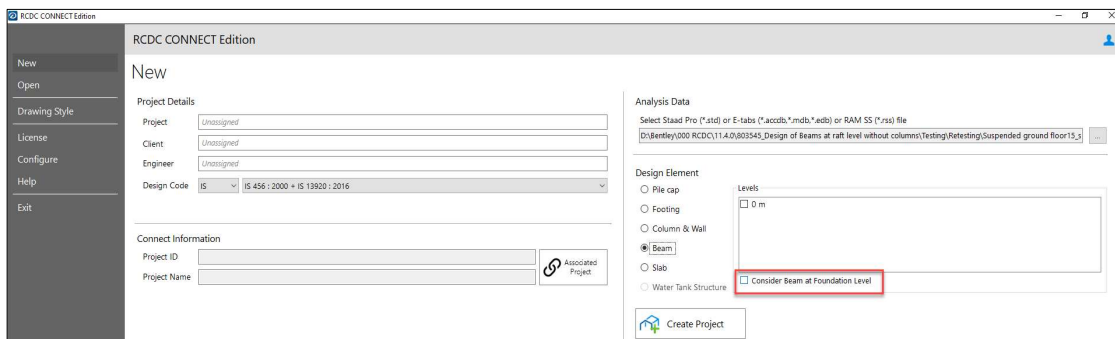 RCDC CONNECT Edition
RCDC CONNECT Edition
New
Open
Drawing Style
License
Configure
Help
Exit
New
Project Details
Project Unassigned
Client Unassigned
Engineer Unassigned
Design Code IS IS 456 : 2000 + IS 13920 : 2016
Connect Information
Project ID
Project Name
Associated
Project
Analysis Data
Select Staad Pro (*.std) or E-tabs (*.accdb,*.mdb,*.edb) or RAM SS (*.rss) file
D:\Bentley\000 RCDC\11.4.0\803545_Design of Beams at raft level without columns\Testing\Retesting\Suspended ground floor15_s ...
Design Element
Pile cap
Footing
Column & Wall
Beam
Slab
Water Tank Structure
Levels
0 m
Consider Beam at Foundation Level
Create Project